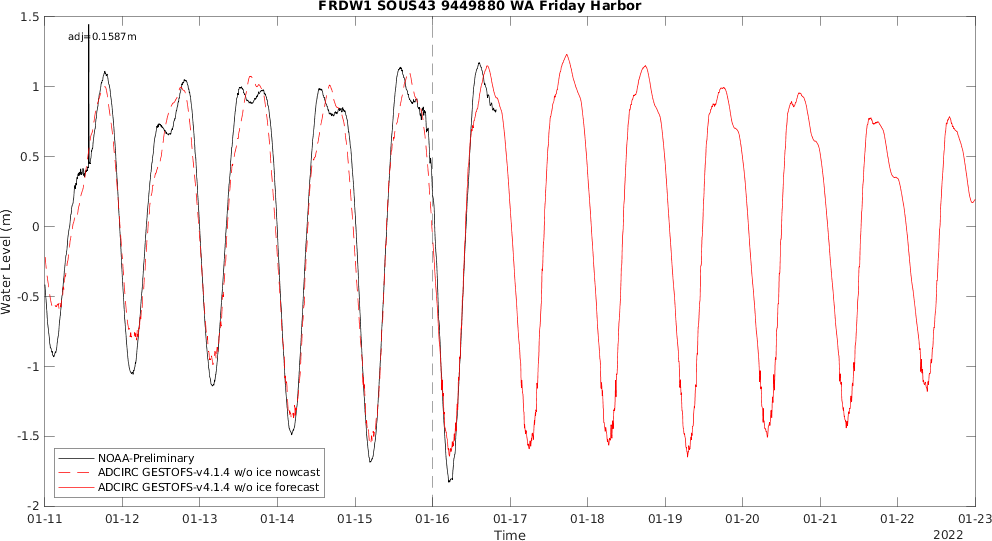 FRDW1 SOUS43 9449880 WA Friday Harbor
1.5
adj=0.1587m
1
0.5
0
-0.5
-1
-1.5
-2
Water Level (m)
NOAA-Preliminary
ADCIRC GESTOFS-v4.1.4 w/o ice nowcast
ADCIRC GESTOFS-v4.1.4 w/o ice forecast
01-11 01-12 01-13 01-14 01-15 01-16 01-17 01-18 01-19 01-20 01-21 01-22 01-23
Time
2022